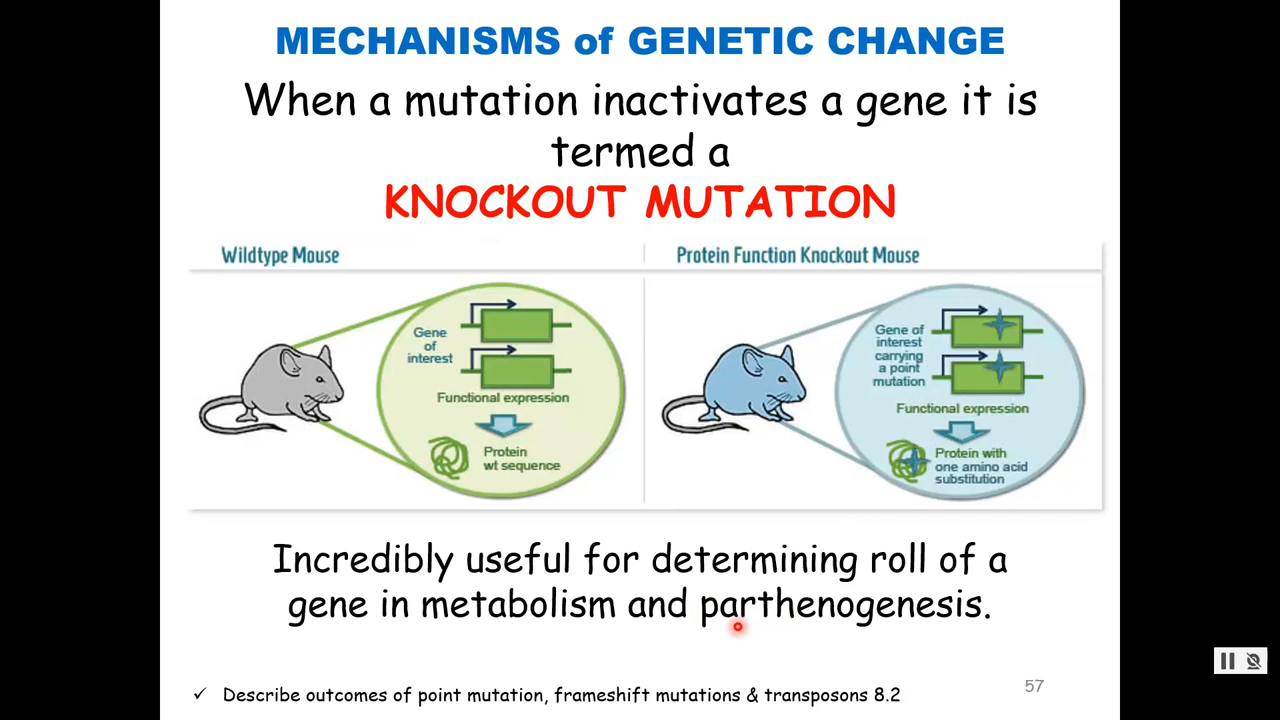 MECHANISMS of GENETIC CHANGE
When a mutation inactivates a gene it is
termed a
KNOCKOUT MUTATION
Wildtype Mouse
Protein Function Knockout Mouse
Gene
of
interest
Functional expression
Protein
wt sequence
Gene of
interest
carrying
a point
mutation
Functional expression
Protein with
one amino acid
substitution
Incredibly useful for determining roll of a
gene in metabolism and parthenogenesis.
✓ Describe outcomes of point mutation, frameshift mutations & transposons 8.2
57